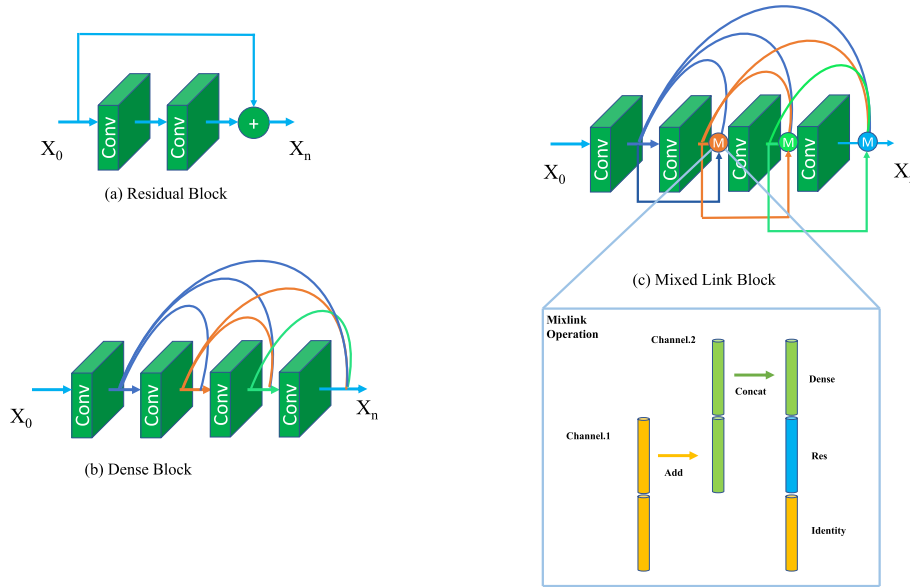 Conv
Conv
+
X0
Xn
(a) Residual Block
Conv
Conv
Conv
Conv
X0
Xn
(b) Dense Block
Conv
Conv
M
Conv
M
Conv
M
X0
(c) Mixed Link Block
Mixlink
Operation
Channel.2
Concat
Dense
Channel.1
Add
Res
Identity